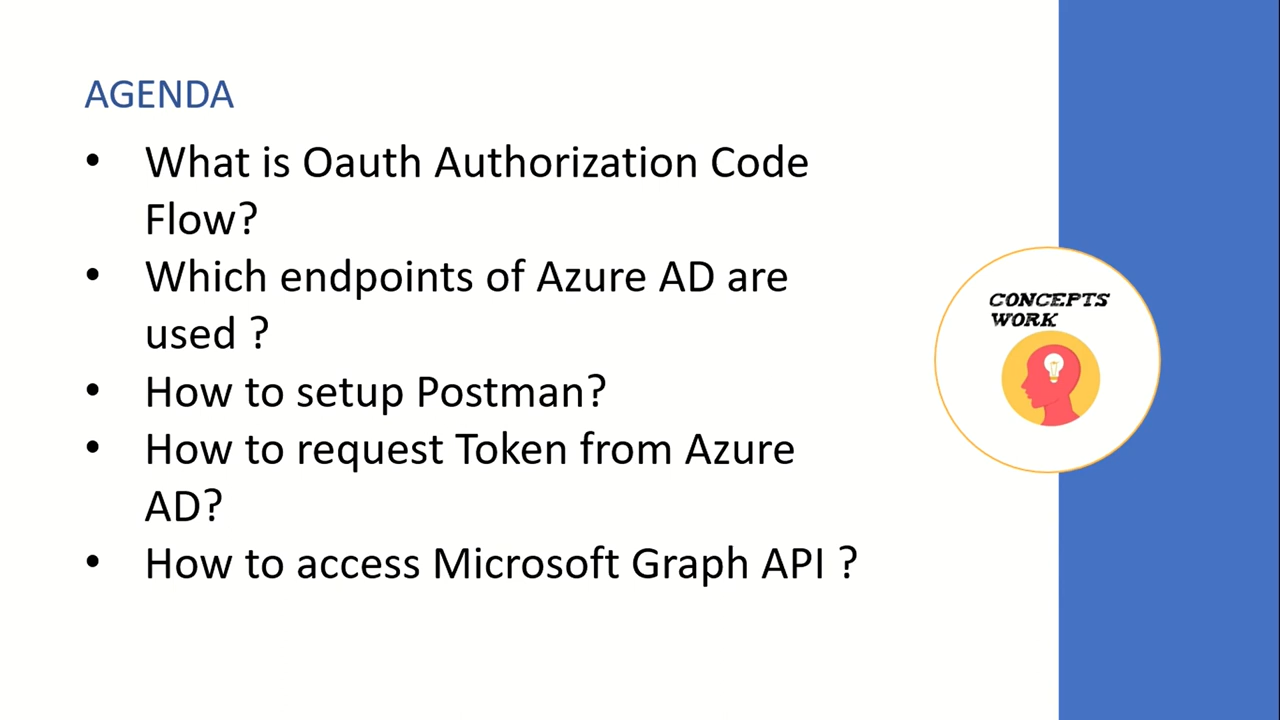 AGENDA
• What is Oauth Authorization Code
Flow?
• Which endpoints of Azure AD are
used ?
• How to setup Postman?
• How to request Token from Azure
AD?
• How to access Microsoft Graph API ?
CONCEPTS
WORK